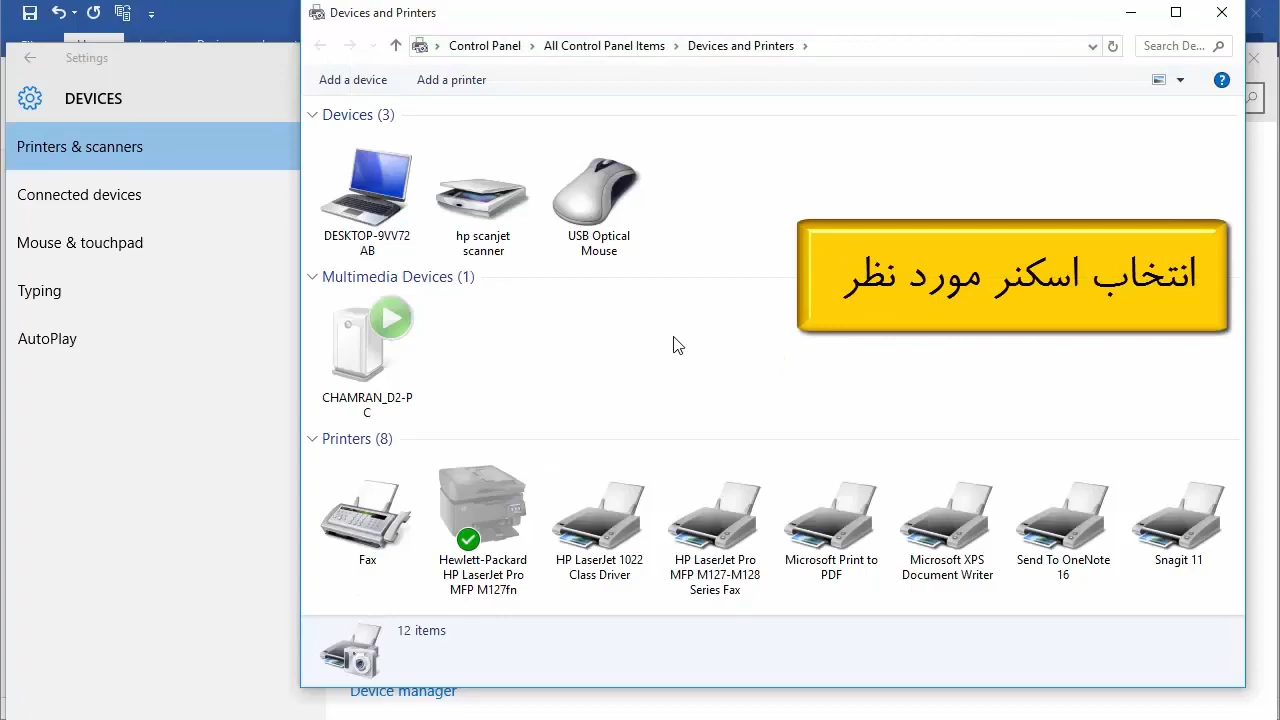 Devices and Printers
Control Panel > All Control Panel Items > Devices and Printers >
Search De...
Settings
DEVICES
Printers & scanners
Connected devices
Mouse & touchpad
Typing
AutoPlay
Add a device
Add a printer
Devices (3)
DESKTOP-9VV72
AB
hp scanjet
scanner
USB Optical
Mouse
انتخاب اسکنر مورد نظر
Multimedia Devices (1)
CHAMRAN_D2-P
C
Printers (8)
Fax
Hewlett-Packard
HP LaserJet Pro
MFP M127fn
HP LaserJet 1022
Class Driver
HP LaserJet Pro
MFP M127-M128
Series Fax
Microsoft Print to
PDF
Microsoft XPS
Document Writer
Send To OneNote
16
Snagit 11
12 items
Device manager